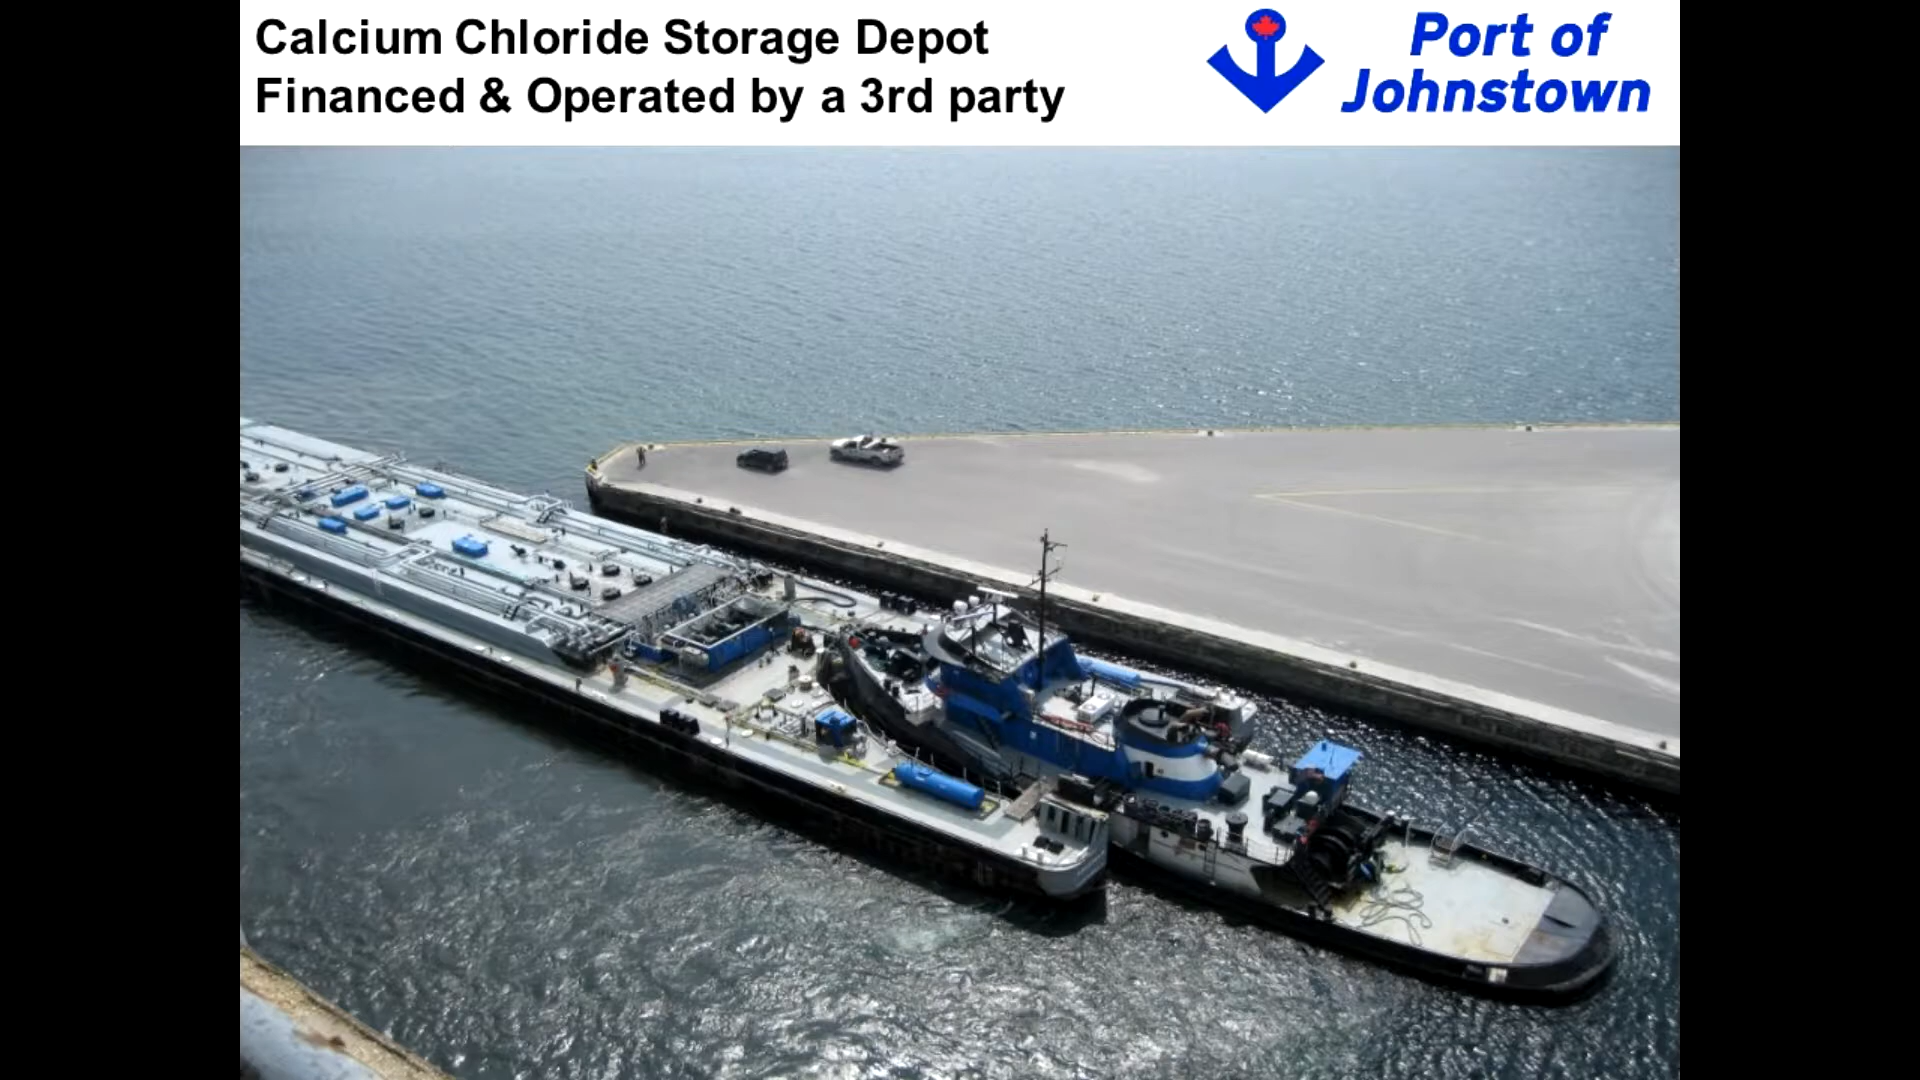 Calcium Chloride Storage Depot
Financed & Operated by a 3rd party
Port of
Johnstown